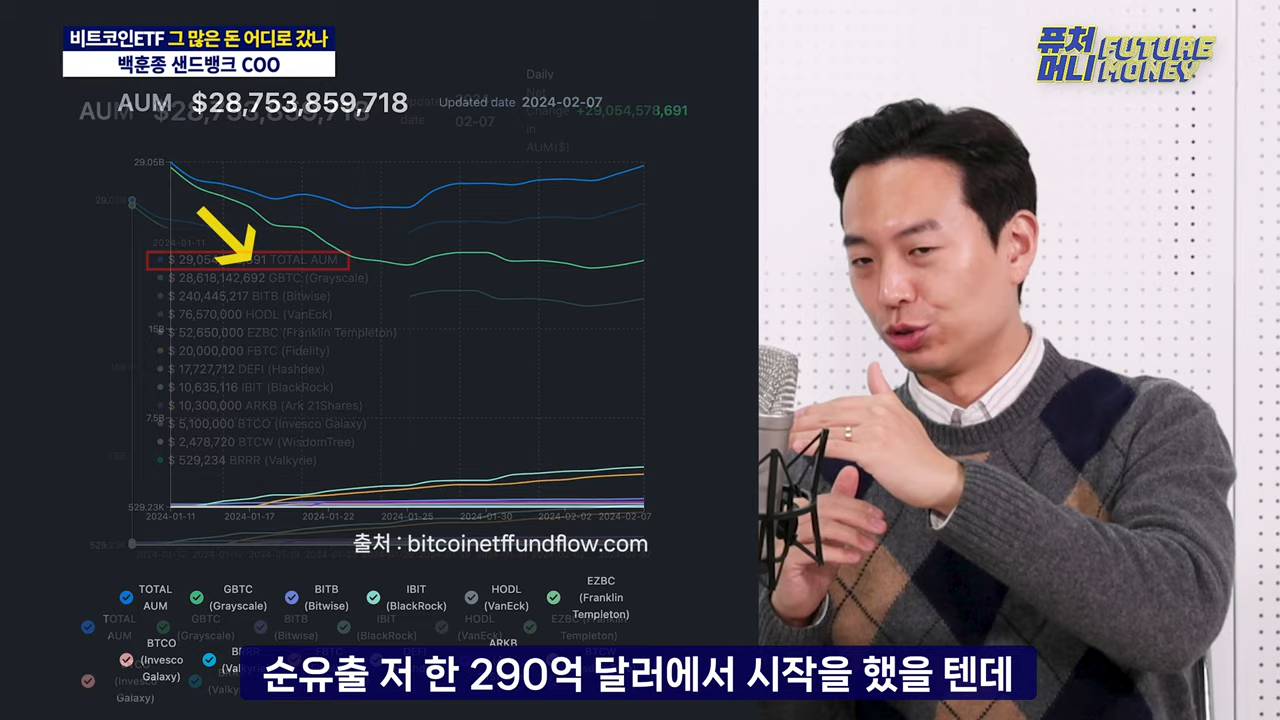 비트코인ETF 그 많은 돈 어디로 갔나
백훈종 샌드뱅크 COO
퓨처
머니
FUTURE
MONEY
AUM $28,753,859,718 Updated date 2024-02-07
Daily
Net
Change
in
AUM($)
+29,054,578,691
29.05B
2024-01-11
TOTAL AUM
$ 28,618,142,692 GBTC (Grayscale)
$ 240,445,217 BITB (Bitwise)
$ 76,570,000 HODL (VanEck)
15B
$ 52,650,000 EZBC (Franklin Templeton)
$ 20,000,000 FBTC (Fidelity)
$ 17,727,712 DEFI (Hashdex)
$ 10,635,116 IBIT (BlackRock)
$ 10,300,000 ARKB (Ark 21Shares)
7.5B
$ 5,100,000 BTCO (Invesco Galaxy)
$ 2,478,720 BTCW (WisdomTree)
$ 529,234 BRRR (Valkyrie)
529.23K
2024-01-11 2024-01-17 2024-01-22 2024-01-25 2024-01-30 2024-02-02 2024-02-07
출처 : bitcoinetffundflow.com
TOTAL AUM
GBTC (Grayscale)
BITB (Bitwise)
IBIT (BlackRock)
HODL (VanEck)
EZBC (Franklin Templeton)
BTCO (Invesco Galaxy)
ARKB
순유출 저 한 290억 달러에서 시작을 했을 텐데